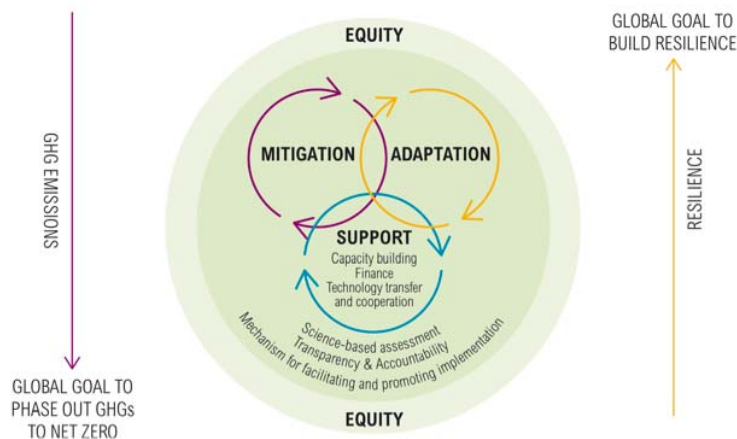 GHG EMISSIONS
GLOBAL GOAL TO
PHASE OUT GHGs
TO NET ZERO
EQUITY
MITIGATION
ADAPTATION
SUPPORT
Capacity building
Finance
Technology transfer
and cooperation
Science-based assessment
Transparency & Accountability
Mechanism for facilitating and promoting implementation
EQUITY
GLOBAL GOAL TO
BUILD RESILIENCE
RESILIENCE